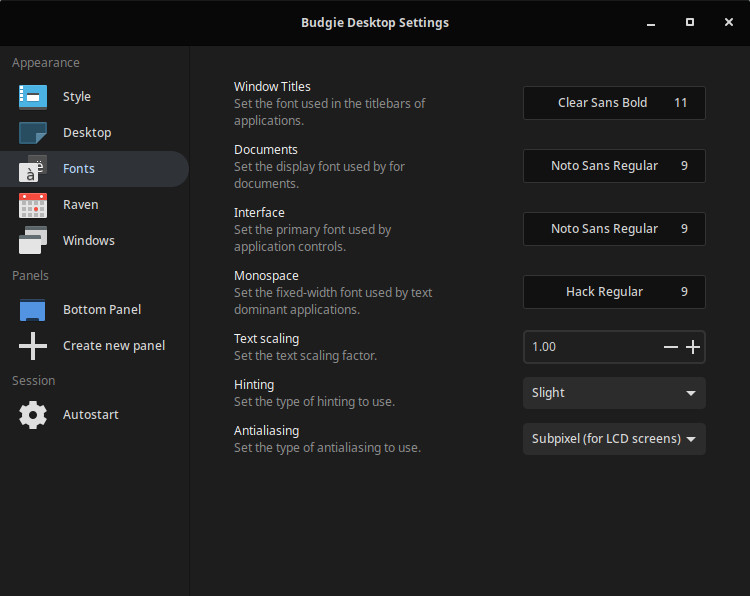 Budgie Desktop Settings
Appearance
Style
Desktop
Fonts
Raven
Windows
Panels
Bottom Panel
Create new panel
Session
Autostart
Window Titles
Set the font used in the titlebars of
applications.
Clear Sans Bold 11
Documents
Set the display font used by for
documents.
Noto Sans Regular 9
Interface
Set the primary font used by
application controls.
Noto Sans Regular 9
Monospace
Set the fixed-width font used by text
dominant applications.
Hack Regular 9
Text scaling
Set the text scaling factor.
1.00
Hinting
Set the type of hinting to use.
Slight
Antialiasing
Set the type of antialiasing to use.
Subpixel (for LCD screens)